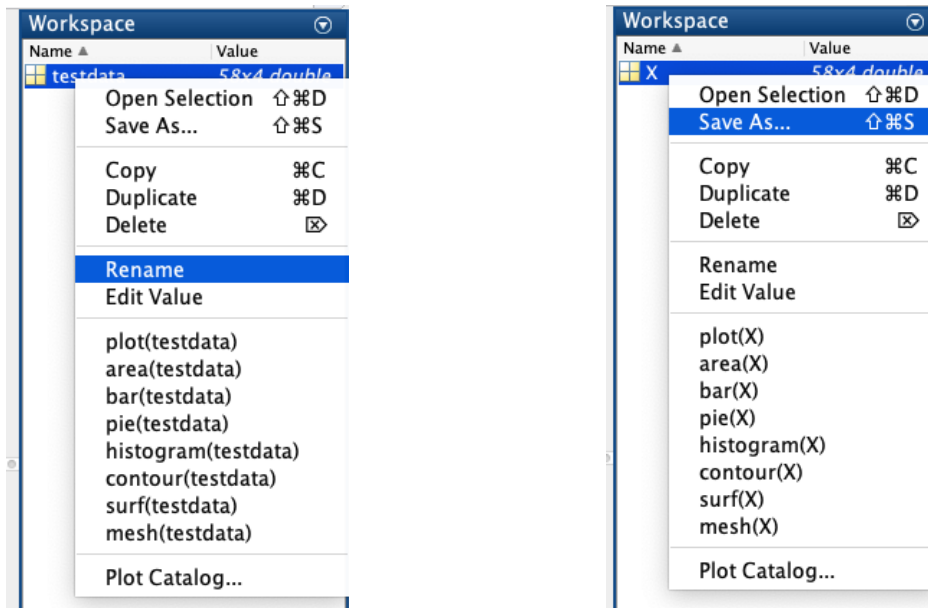 Workspace
Name Value
testdata 58x4 double
Open Selection ⇧⌘D
Save As... ⇧⌘S
Copy ⌘C
Duplicate ⌘D
Delete ⌦
Rename
Edit Value
plot(testdata)
area(testdata)
bar(testdata)
pie(testdata)
histogram(testdata)
contour(testdata)
surf(testdata)
mesh(testdata)
Plot Catalog...
Workspace
Name Value
X 58x4 double
Open Selection ⇧⌘D
Save As... ⇧⌘S
Copy ⌘C
Duplicate ⌘D
Delete ⌦
Rename
Edit Value
plot(X)
area(X)
bar(X)
pie(X)
histogram(X)
contour(X)
surf(X)
mesh(X)
Plot Catalog...